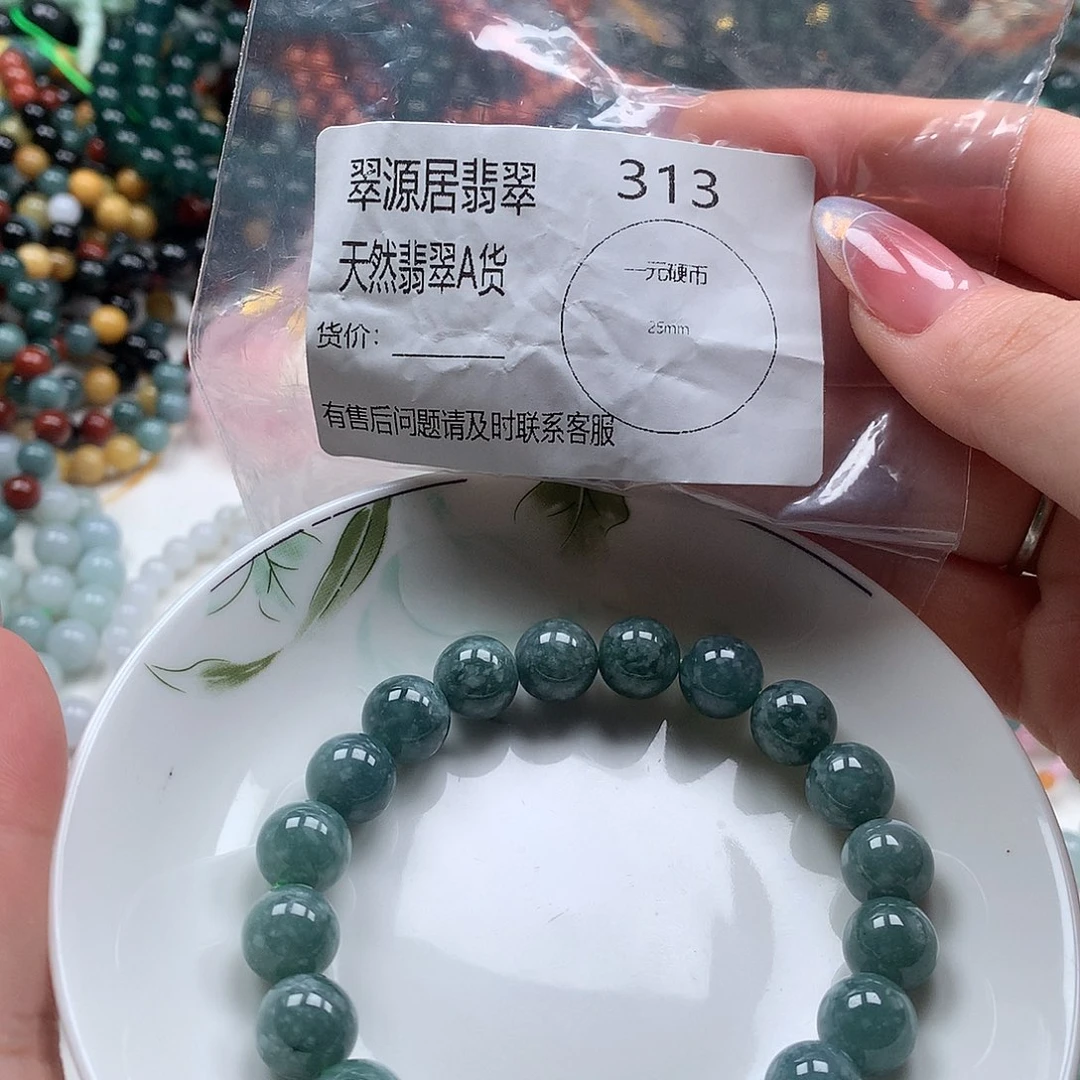 翠源居翡翠
313
天然翡翠A货
一元硬币
25mm
货价：
有售后问题请及时联系客服